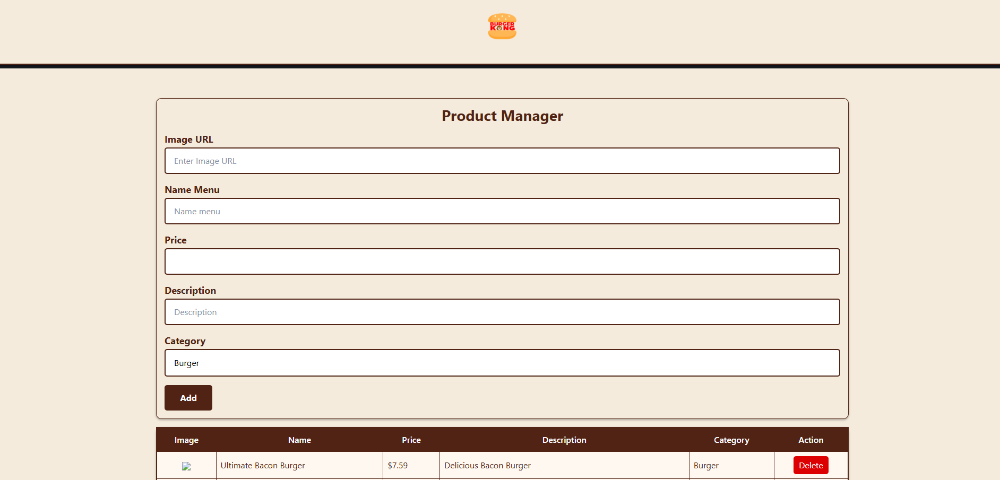 BURGER
KONG
Product Manager
Image URL
Enter Image URL
Name Menu
Name menu
Price
Description
Description
Category
Burger
Add
Image Name Price Description Category Action
Ultimate Bacon Burger $7.59 Delicious Bacon Burger Burger Delete